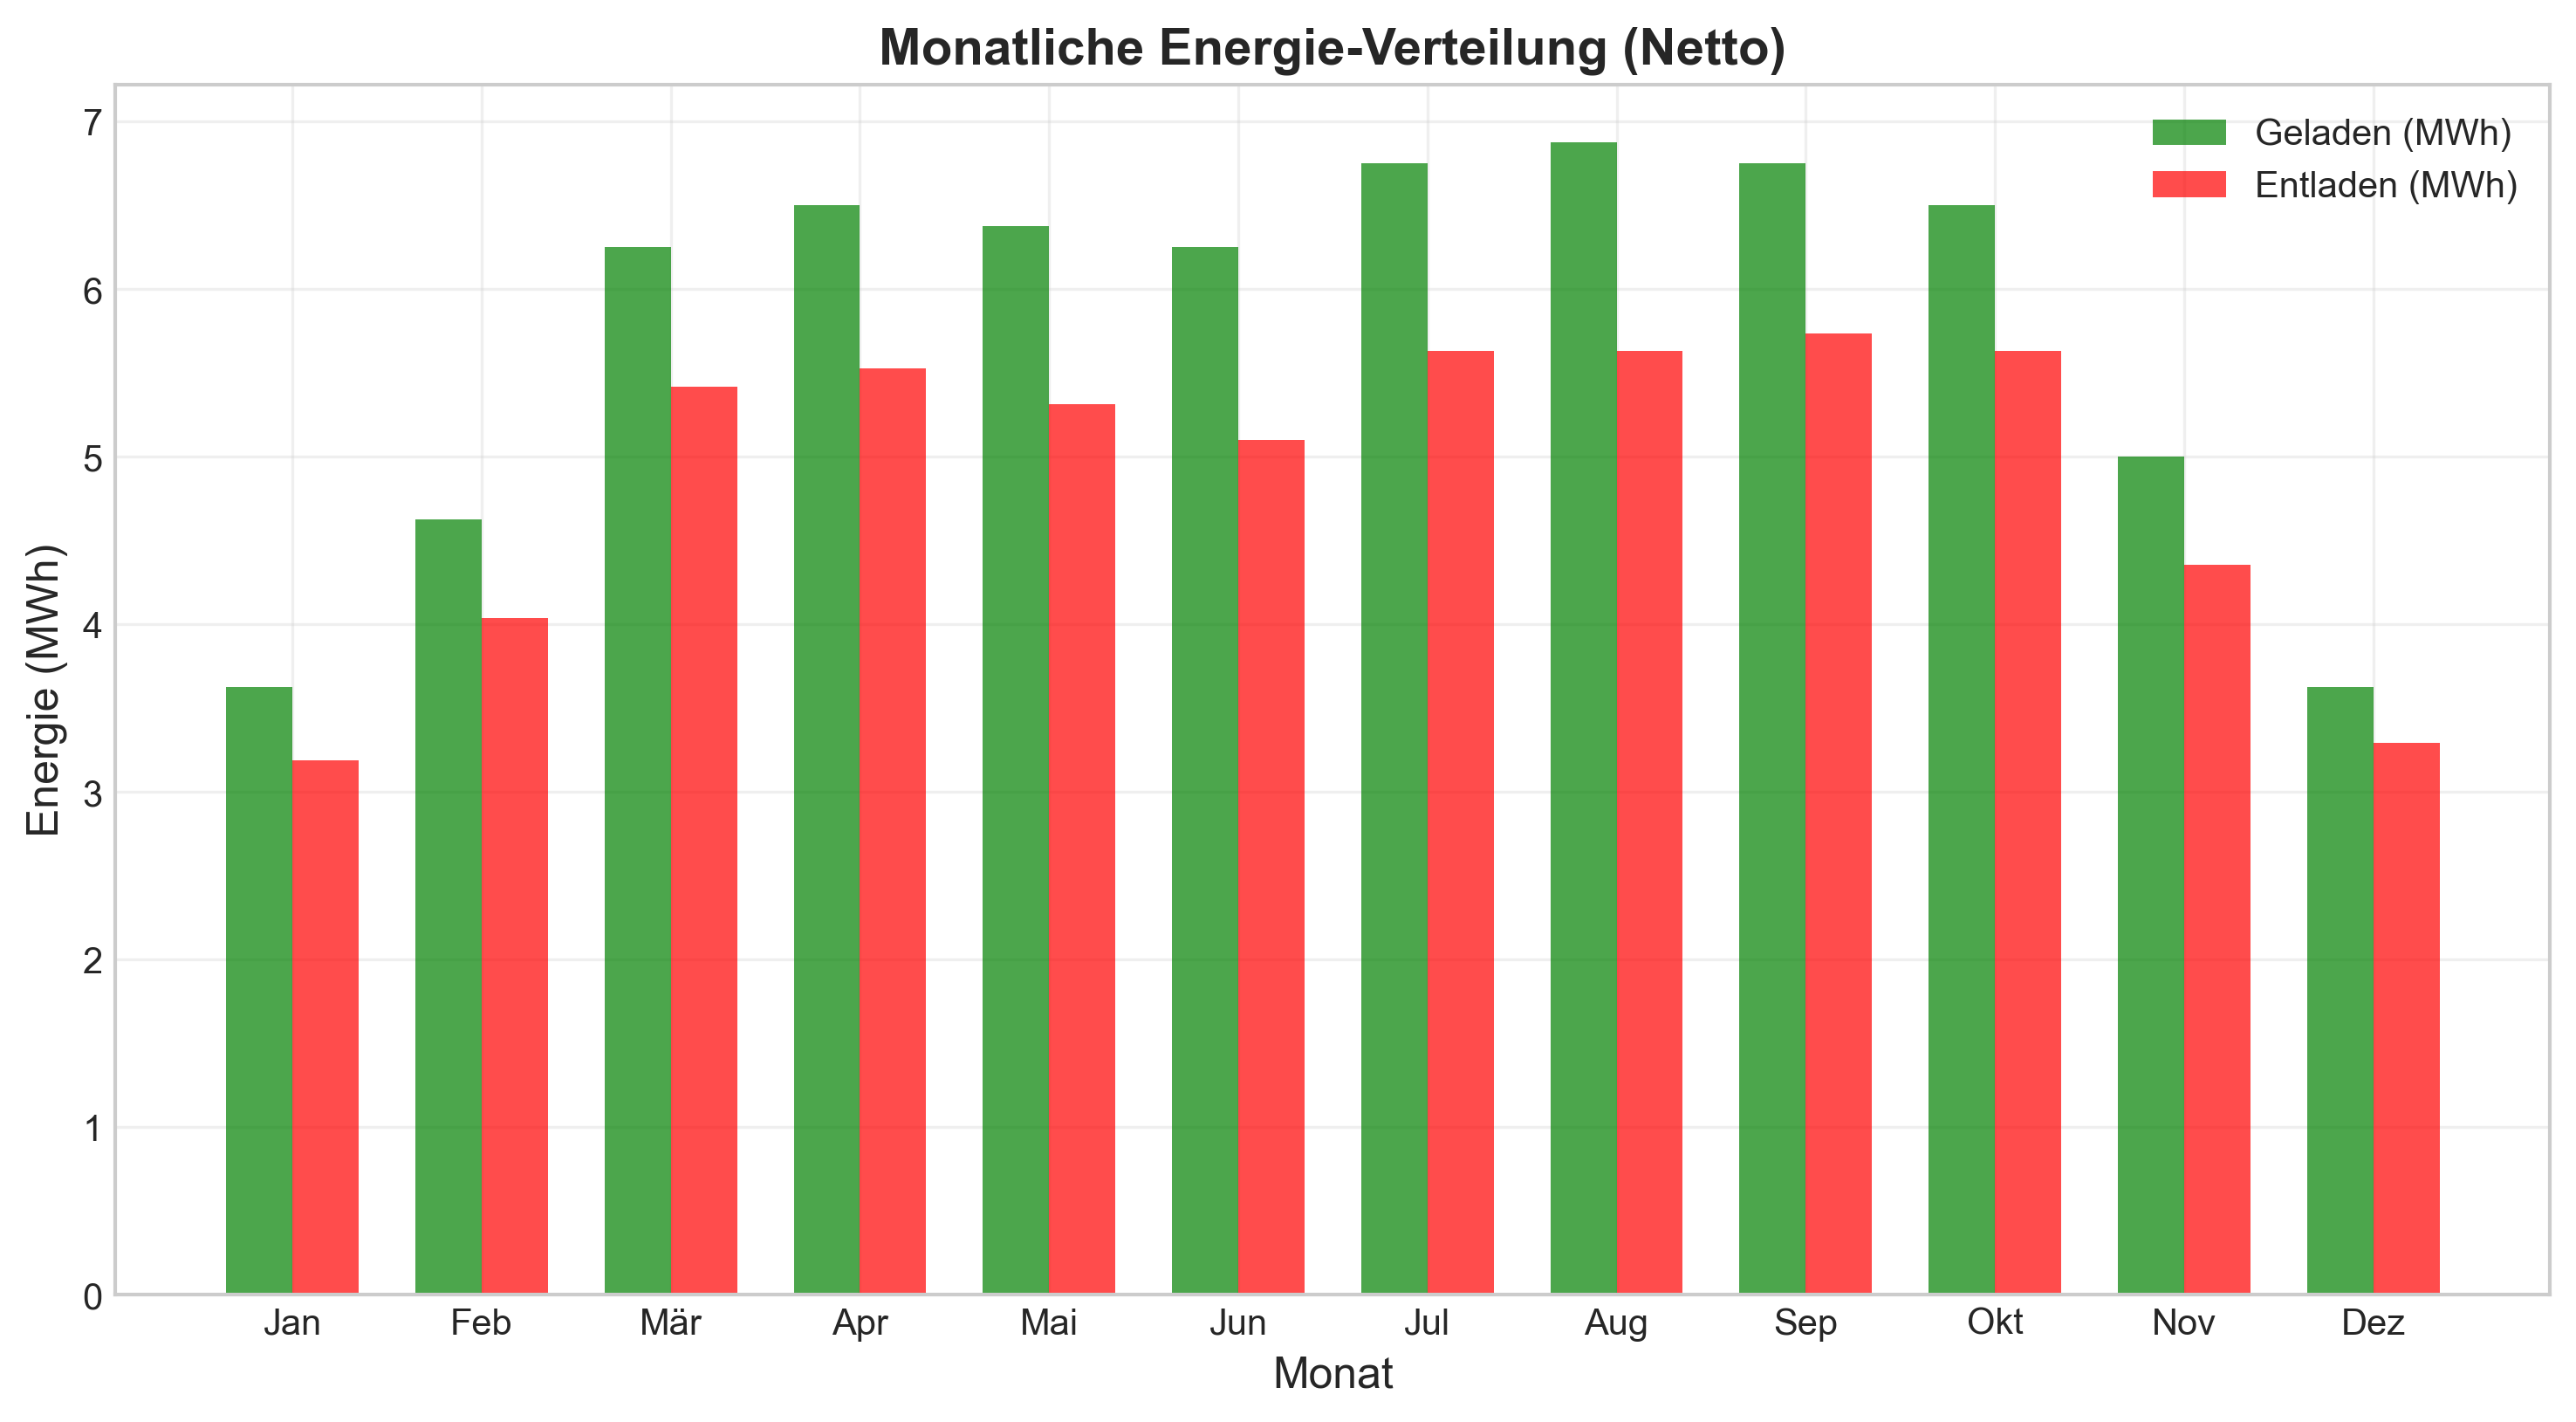 Monatliche Energie-Verteilung (Netto)
Geladen (MWh)
Entladen (MWh)
Energie (MWh)
7
6
5
4
3
2
1
0
Jan Feb Mär Apr Mai Jun Jul Aug Sep Okt Nov Dez
Monat